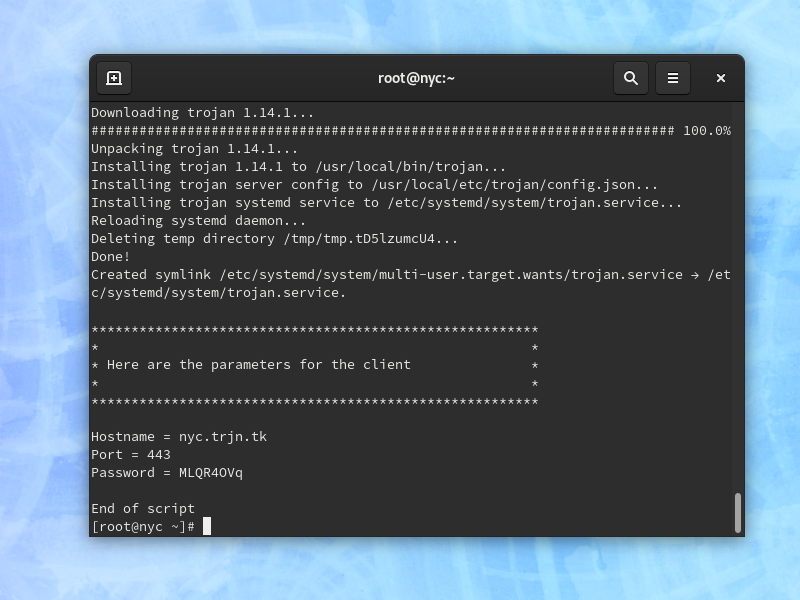 root@nyc:~
Downloading trojan 1.14.1...
######################################################################### 100.0%
Unpacking trojan 1.14.1...
Installing trojan 1.14.1 to /usr/local/bin/trojan...
Installing trojan server config to /usr/local/etc/trojan/config.json...
Installing trojan systemd service to /etc/systemd/system/trojan.service...
Reloading systemd daemon...
Deleting temp directory /tmp/tmp.tD5lzumcU4...
Done!
Created symlink /etc/systemd/system/multi-user.target.wants/trojan.service → /et
c/systemd/system/trojan.service.
********************************************************
*                                                      *
* Here are the parameters for the client               *
*                                                      *
********************************************************
Hostname = nyc.trjn.tk
Port = 443
Password = MLQR4OVq
End of script
[root@nyc ~]#